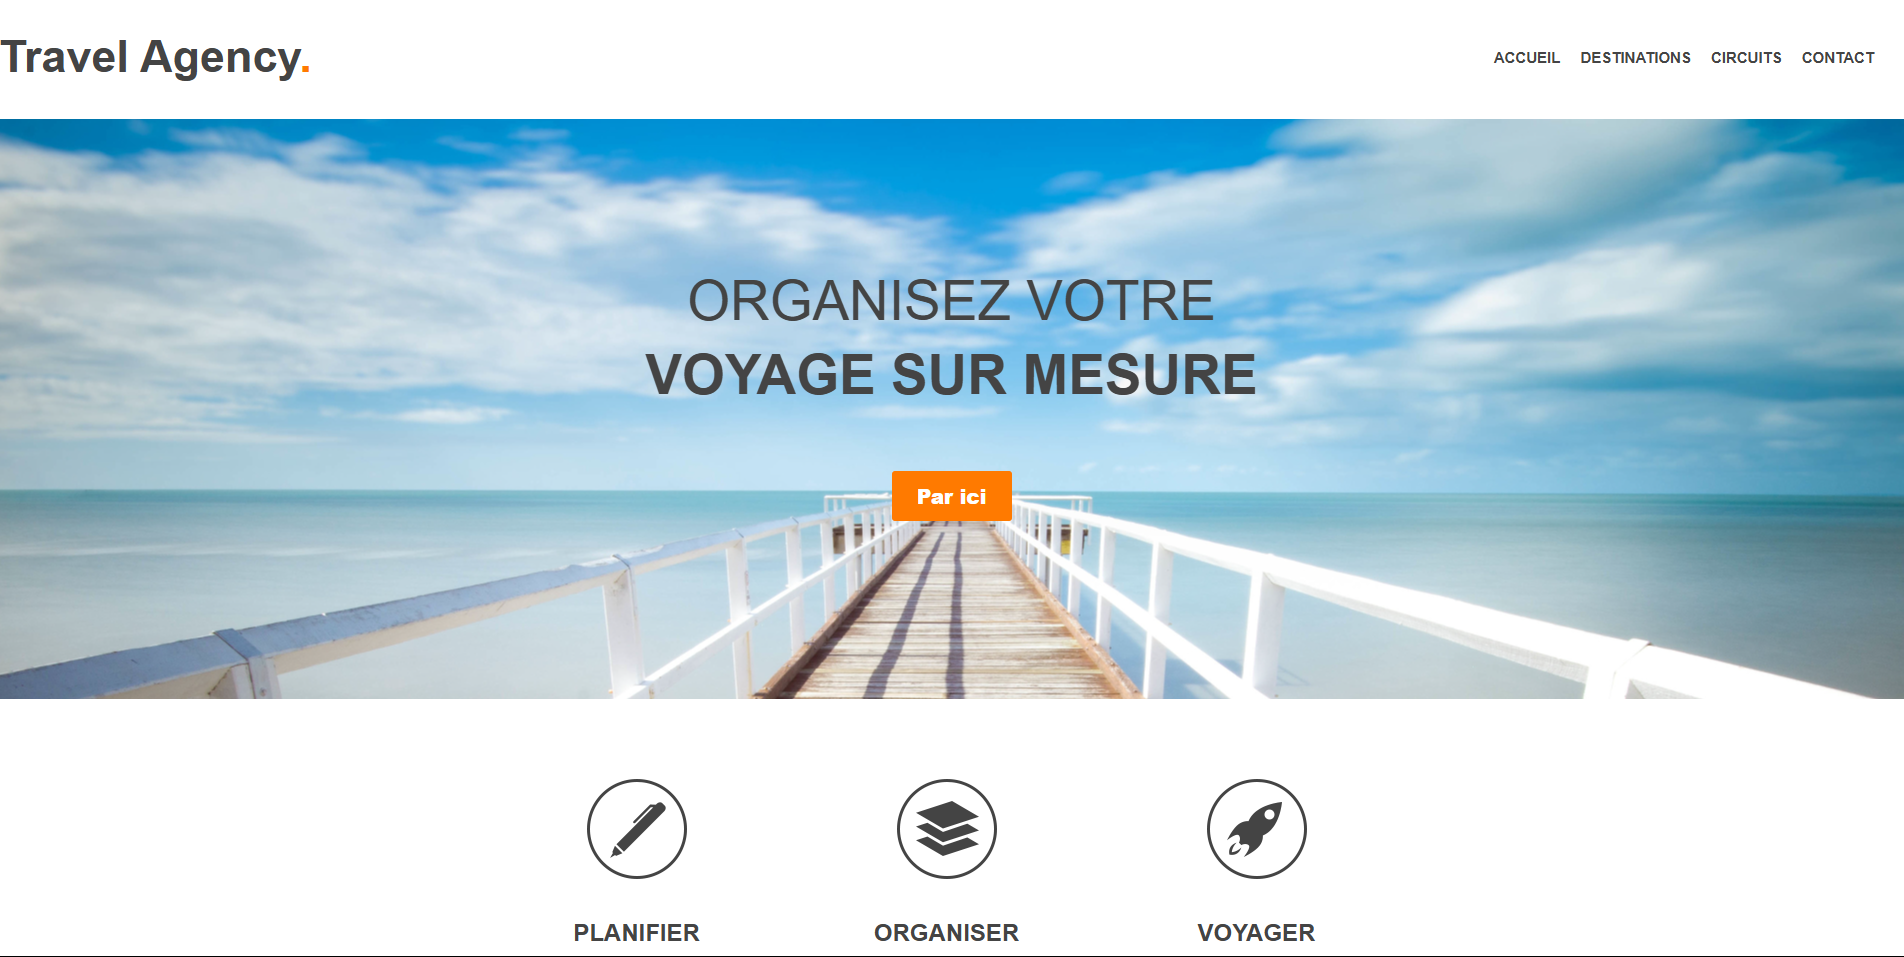 Travel Agency.
ACCUEIL DESTINATIONS CIRCUITS CONTACT
ORGANISEZ VOTRE
VOYAGE SUR MESURE
Par ici
PLANIFIER ORGANISER VOYAGER